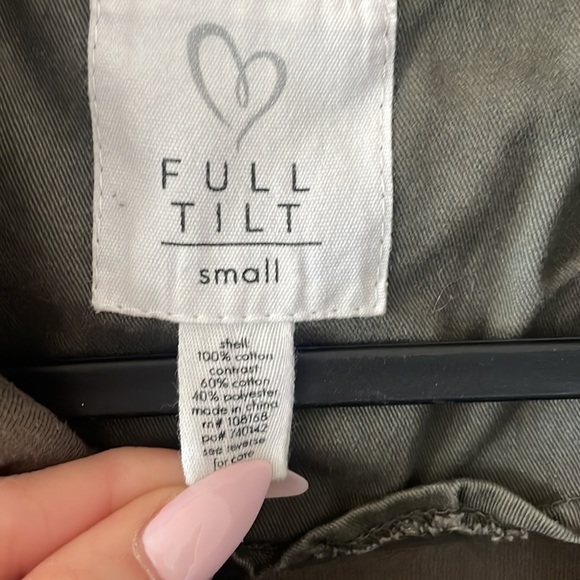 FULL
TILT
small
shell:
100% cotton
contrast
60% cotton
40% polyester
made in china
rn# 108168
po# 740142
see reverse
for care